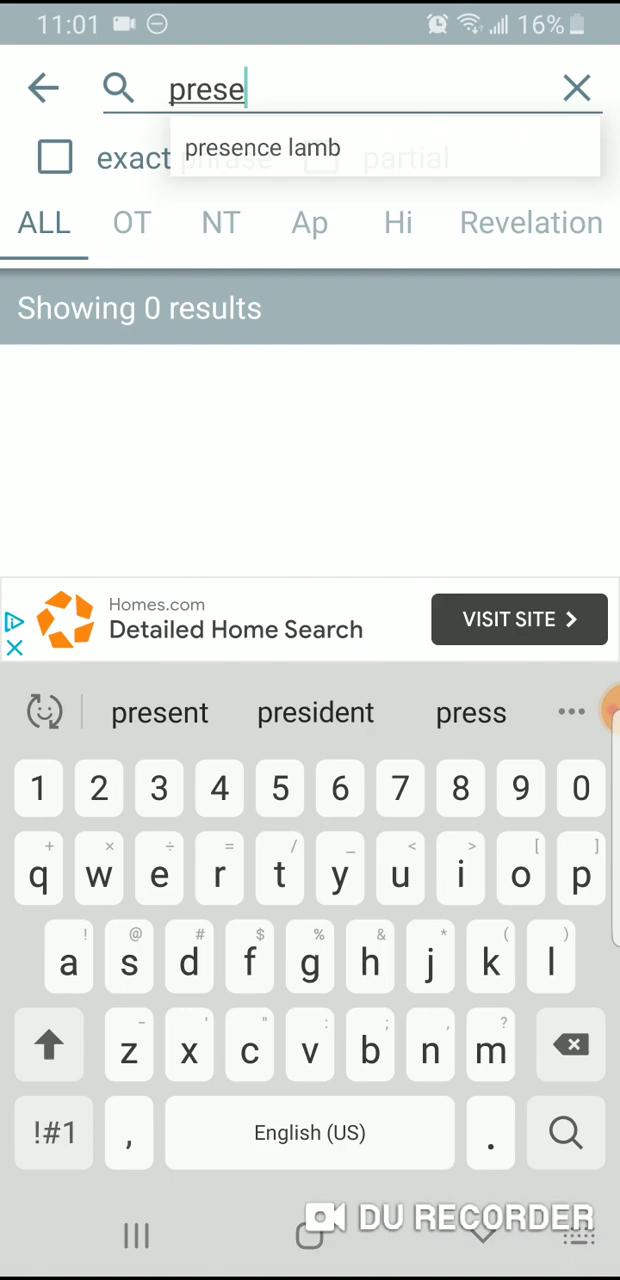 11:01 16%
prese
presence lamb
exact phrase partial
ALL OT NT Ap Hi Revelation
Showing 0 results
Homes.com
Detailed Home Search
VISIT SITE >
present president press ...
1 2 3 4 5 6 7 8 9 0
+ × ÷ = / _ < > [ ]
q w e r t y u i o p
! @ # $ % & * ( )
a s d f g h j k l
- ' " : ; , ?
z x c v b n m
!#1 , English (US) .
DU RECORDER